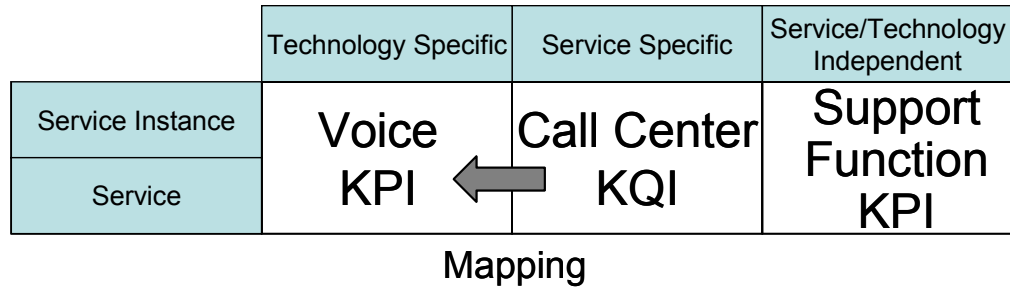 Technology Specific
Service Specific
Service/Technology
Independent
Service Instance
Service
Voice
KPI
Call Center
KQI
Support
Function
KPI
Mapping